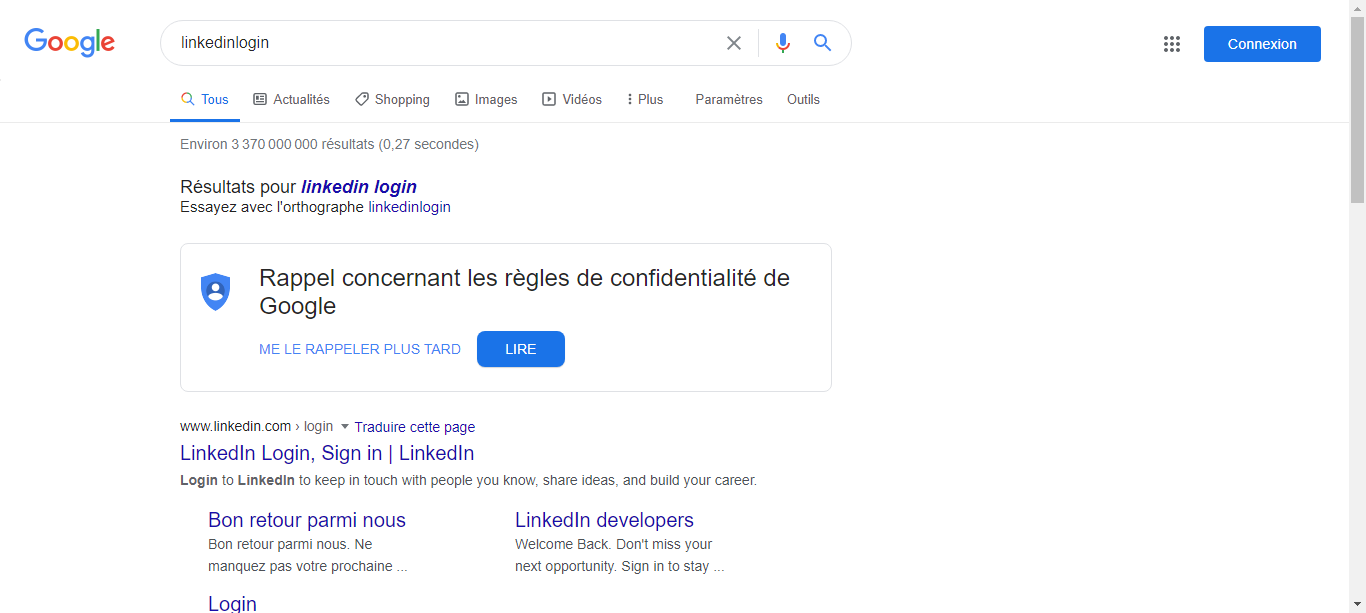 Google
linkedinlogin
Connexion
Tous Actualités Shopping Images Vidéos Plus Paramètres Outils
Environ 3 370 000 000 résultats (0,27 secondes)
Résultats pour linkedin login
Essayez avec l'orthographe linkedinlogin
Rappel concernant les règles de confidentialité de
Google
ME LE RAPPELER PLUS TARD LIRE
www.linkedin.com › login Traduire cette page
LinkedIn Login, Sign in | LinkedIn
Login to LinkedIn to keep in touch with people you know, share ideas, and build your career.
Bon retour parmi nous
Bon retour parmi nous. Ne
manquez pas votre prochaine ...
LinkedIn developers
Welcome Back. Don't miss your
next opportunity. Sign in to stay ...
Login